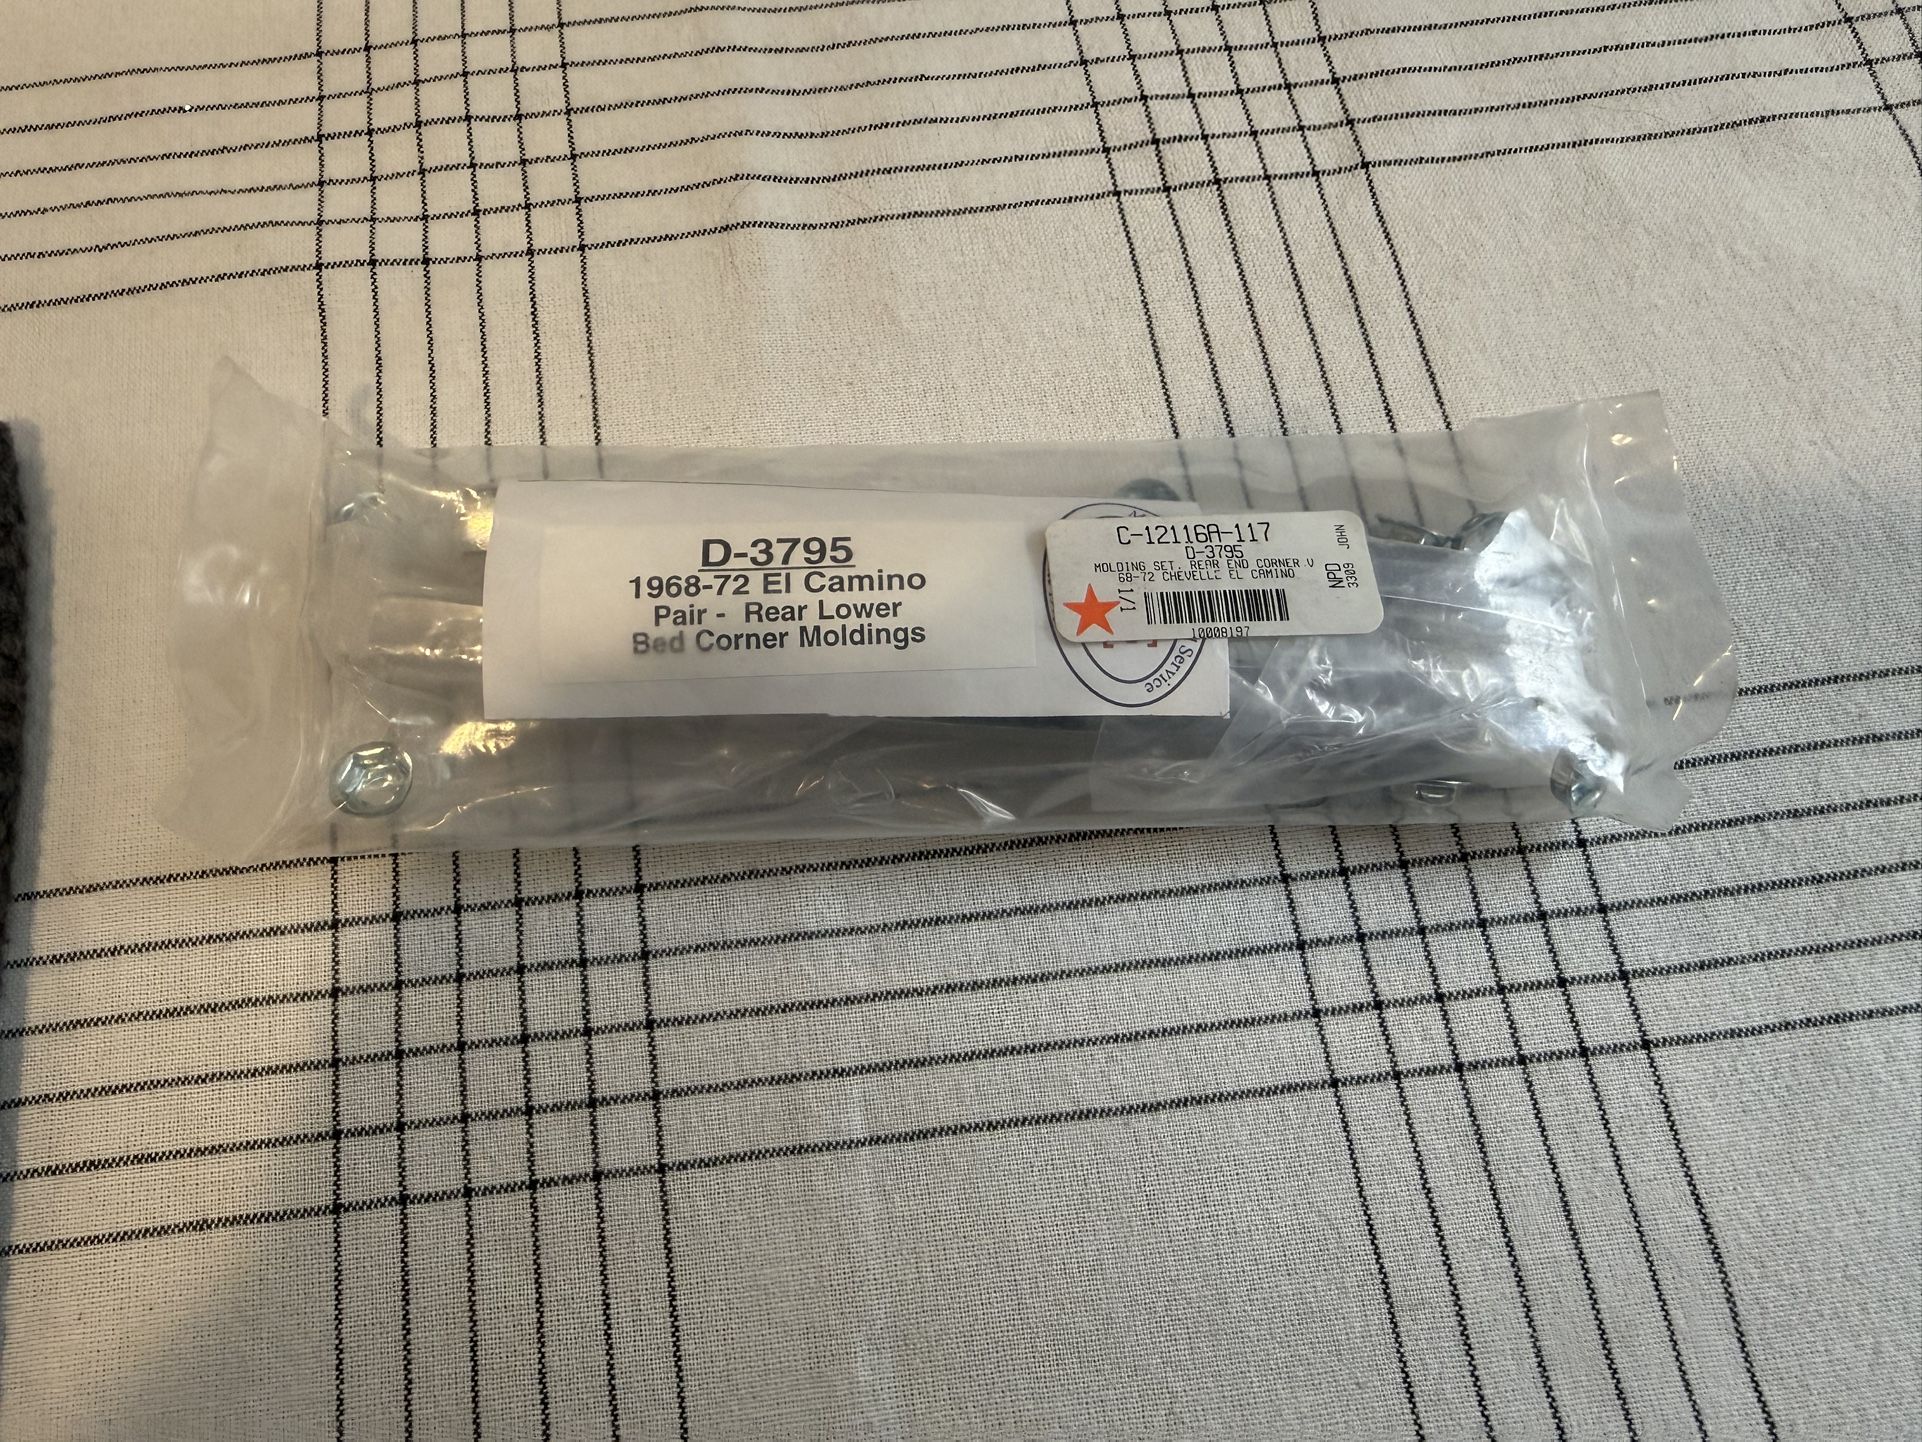 D-3795
1968-72 El Camino
Pair - Rear Lower
Bed Corner Moldings
C-12116A-117
D-3795
MOLDING SET, REAR END CORNER V
68-72 CHEVELLE EL CAMINO
1/1
10008197
NPD
3309
JOHN
Service